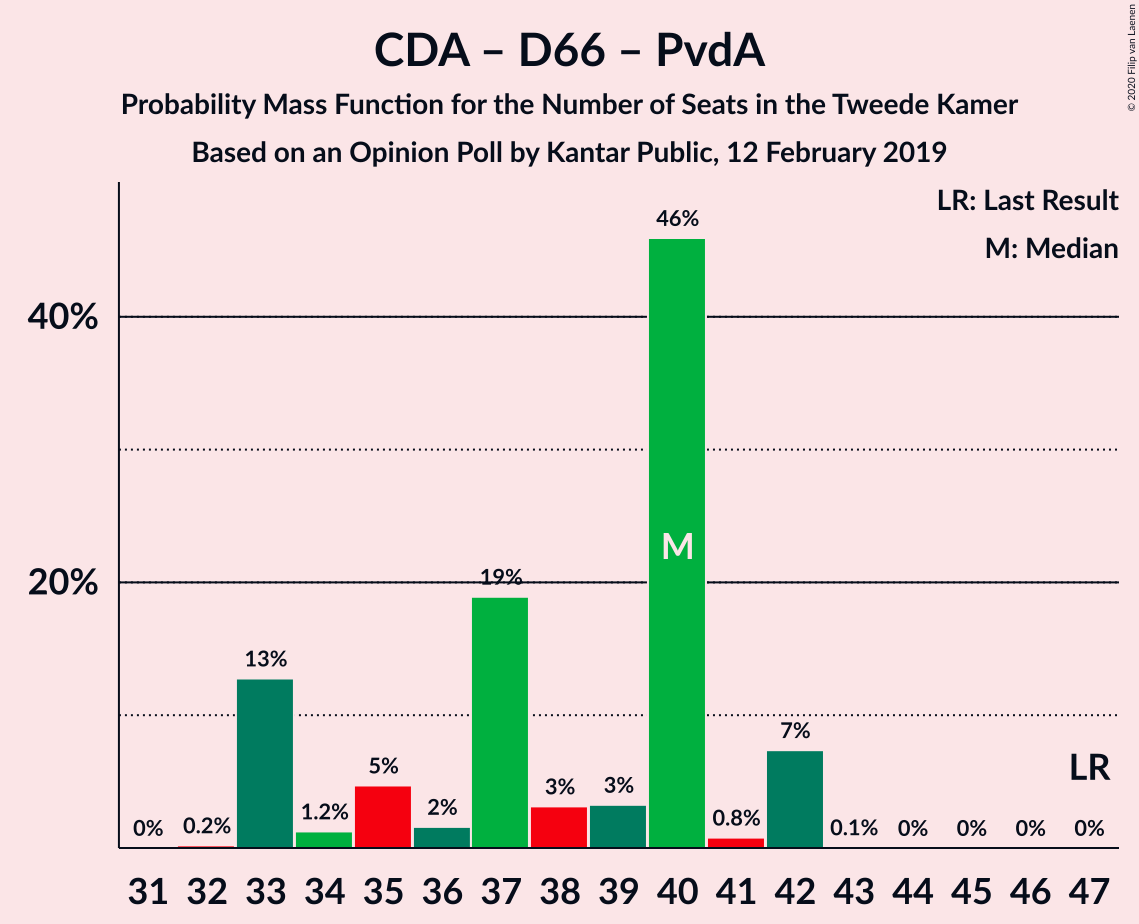 CDA – D66 – PvdA
Probability Mass Function for the Number of Seats in the Tweede Kamer
Based on an Opinion Poll by Kantar Public, 12 February 2019
© 2020 Filip van Laenen
LR: Last Result
M: Median
40%
20%
0%
0.2%
13%
1.2%
5%
2%
19%
3%
3%
46%
0.8%
7%
0.1%
0%
0%
0%
0%
M
LR
31 32 33 34 35 36 37 38 39 40 41 42 43 44 45 46 47